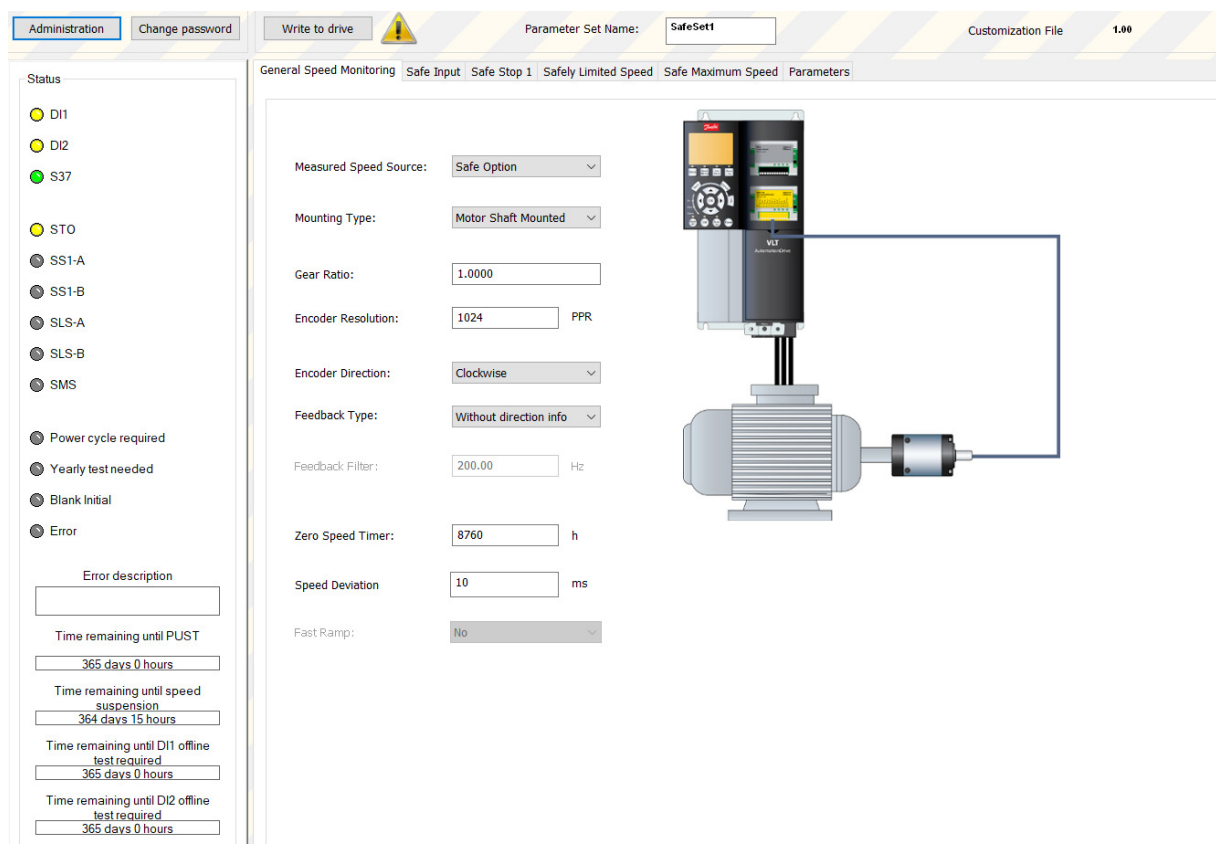 Administration
Change password
Write to drive
Parameter Set Name:
SafeSet1
Customization File
1.00
Status
DI1
DI2
S37
STO
SS1-A
SS1-B
SLS-A
SLS-B
SMS
Power cycle required
Yearly test needed
Blank Initial
Error
Error description
Time remaining until PUST
365 days 0 hours
Time remaining until speed
suspension
364 days 15 hours
Time remaining until DI1 offline
test required
365 days 0 hours
Time remaining until DI2 offline
test required
365 days 0 hours
General Speed Monitoring
Safe Input
Safe Stop 1
Safely Limited Speed
Safe Maximum Speed
Parameters
Measured Speed Source:
Safe Option
Mounting Type:
Motor Shaft Mounted
Gear Ratio:
1.0000
Encoder Resolution:
1024
PPR
Encoder Direction:
Clockwise
Feedback Type:
Without direction info
Feedback Filter:
200.00
Hz
Zero Speed Timer:
8760
h
Speed Deviation
10
ms
Fast Ramp:
No
Danfoss
VLT
AutomationDrive